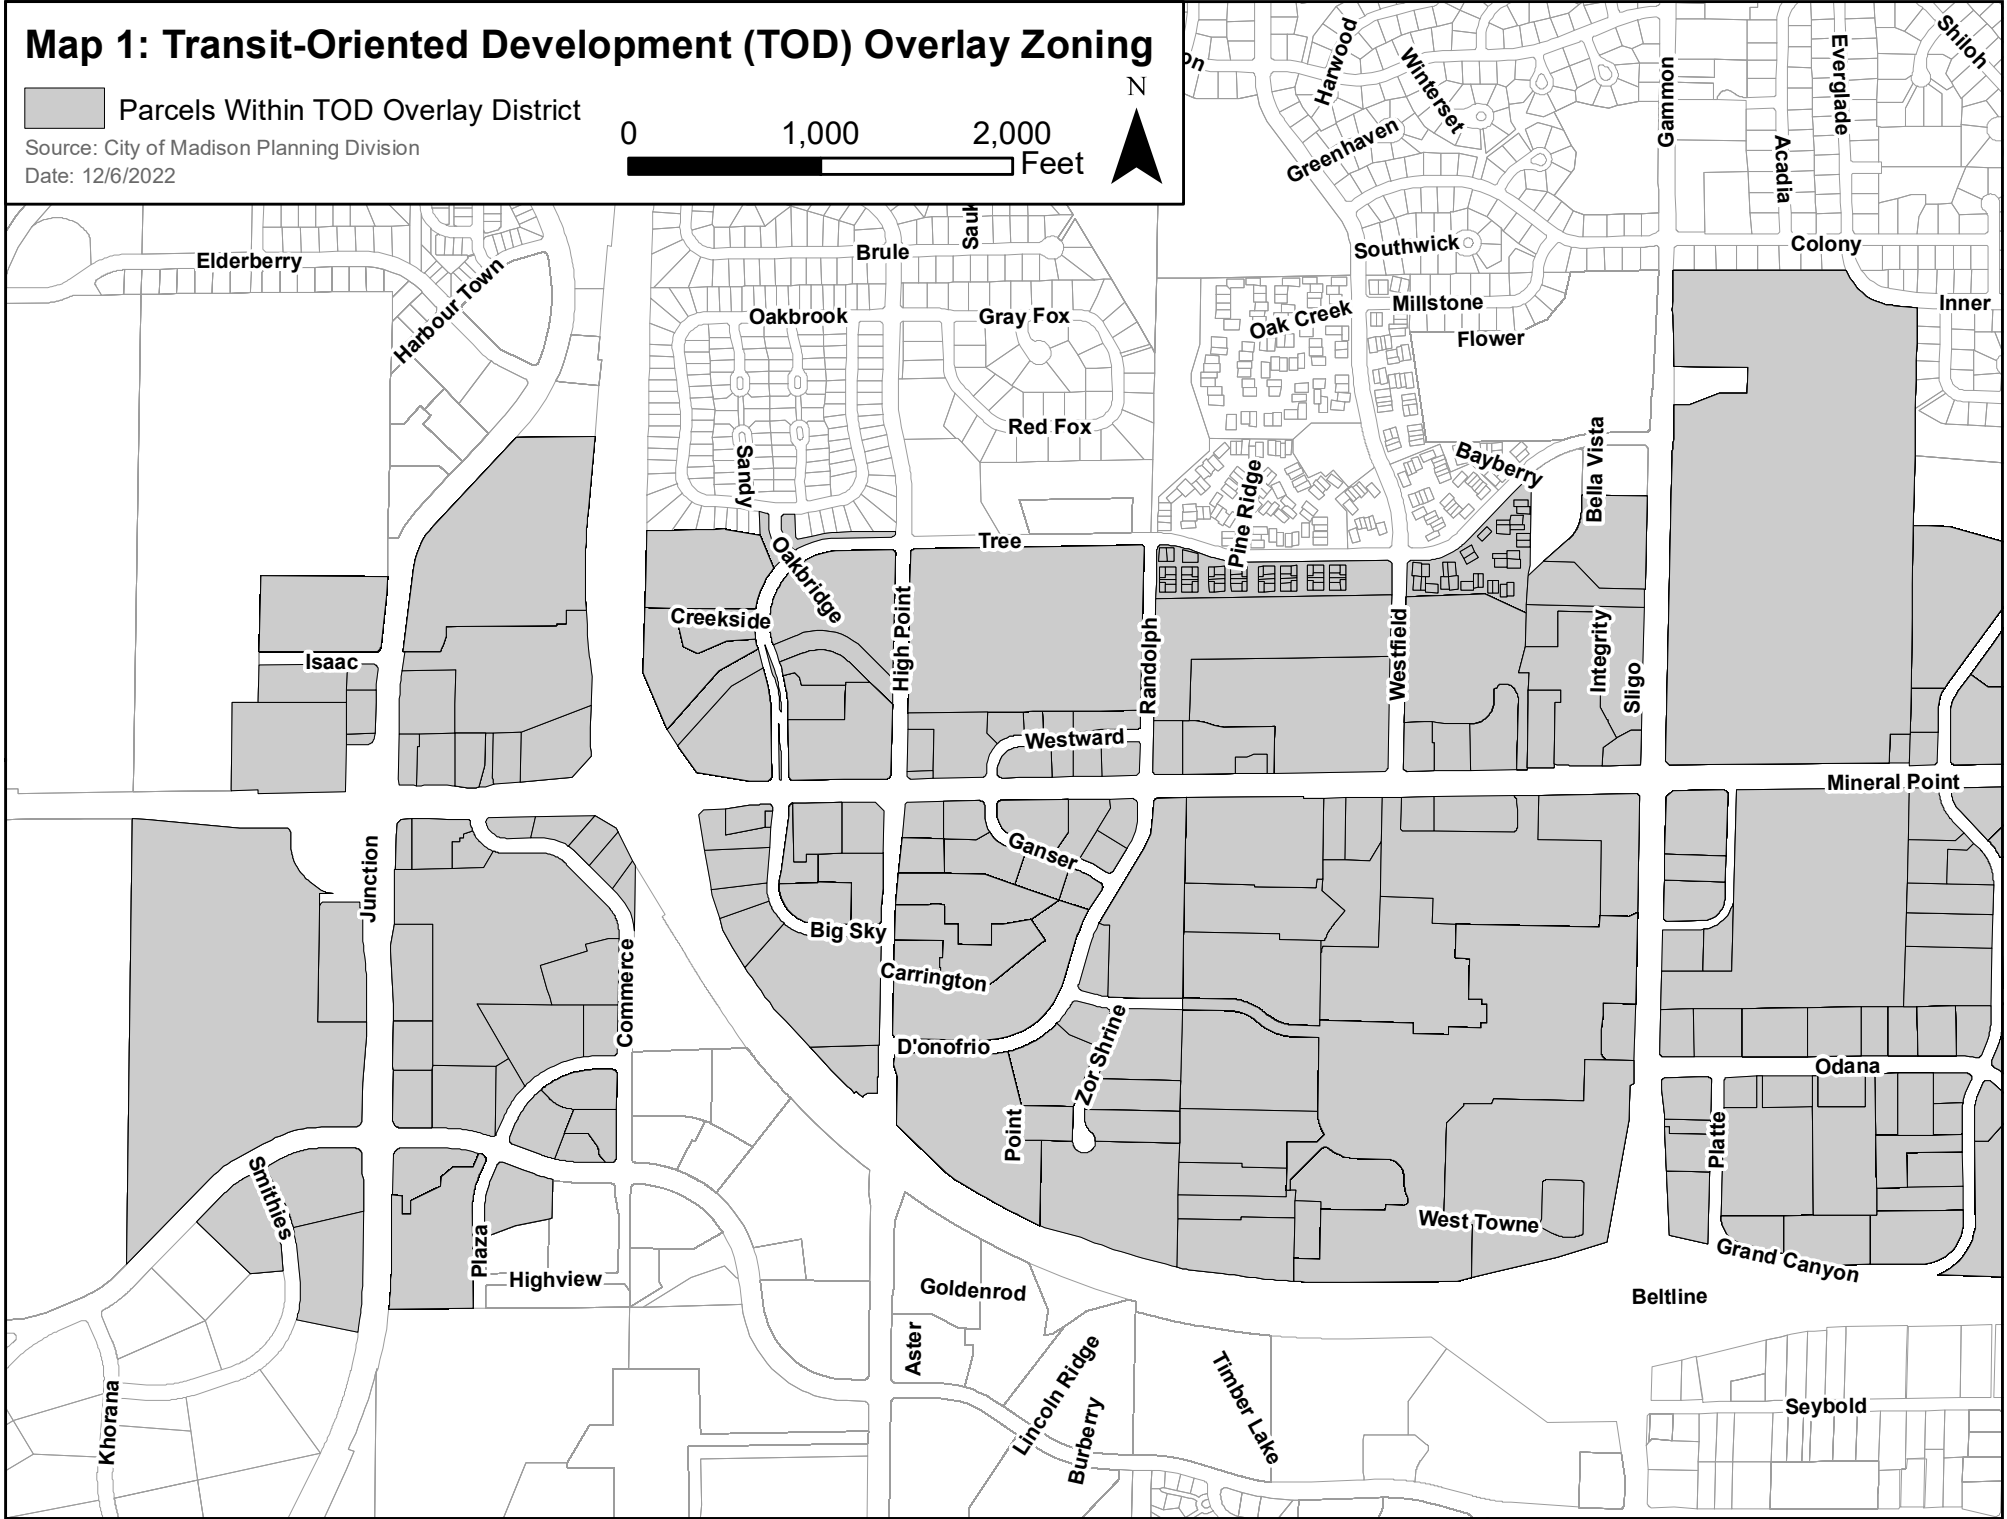 Map 1: Transit-Oriented Development (TOD) Overlay Zoning
Parcels Within TOD Overlay District
Source: City of Madison Planning Division
Date: 12/6/2022
0 1,000 2,000
Feet
N
on
Harwood
Winterset
Greenhaven
Gammon
Everglade
Shiloh
Acadia
Elderberry
Harbour Town
Brule
Sauk
Southwick
Colony
Oakbrook
Gray Fox
Oak Creek
Millstone
Flower
Inner
Red Fox
Sandy
Pine Ridge
Bayberry
Bella Vista
Tree
Oakbridge
Creekside
High Point
Randolph
Westfield
Integrity
Sligo
Isaac
Westward
Mineral Point
Junction
Ganser
Big Sky
Carrington
Commerce
D'onofrio
Zor Shrine
Odana
Point
Platte
Smithies
Plaza
West Towne
Grand Canyon
Highview
Goldenrod
Beltline
Aster
Lincoln Ridge
Burberry
Timber Lake
Khorana
Seybold